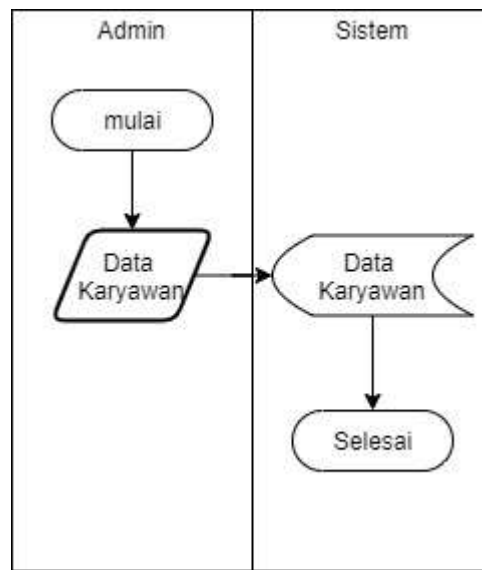 Admin
Sistem
mulai
Data
Karyawan
Data
Karyawan
Selesai